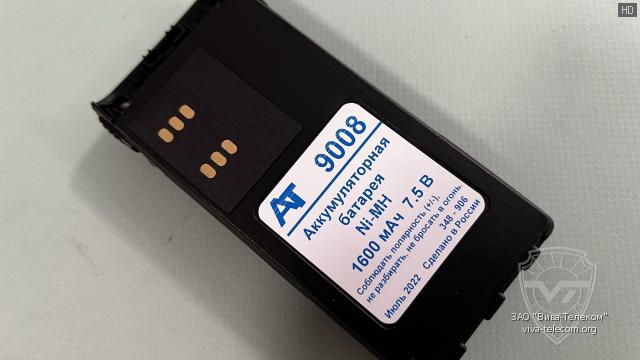 HD
AT 9008
Аккумуляторная
батарея
Ni-MH
1600 мАч 7.5 В
Соблюдать полярность (+/-),
не разбирать, не бросать в огонь.
348 - 906
Июль 2022 Сделано в России
VT
ЗАО "Вива-Телеком"
viva-telecom.org